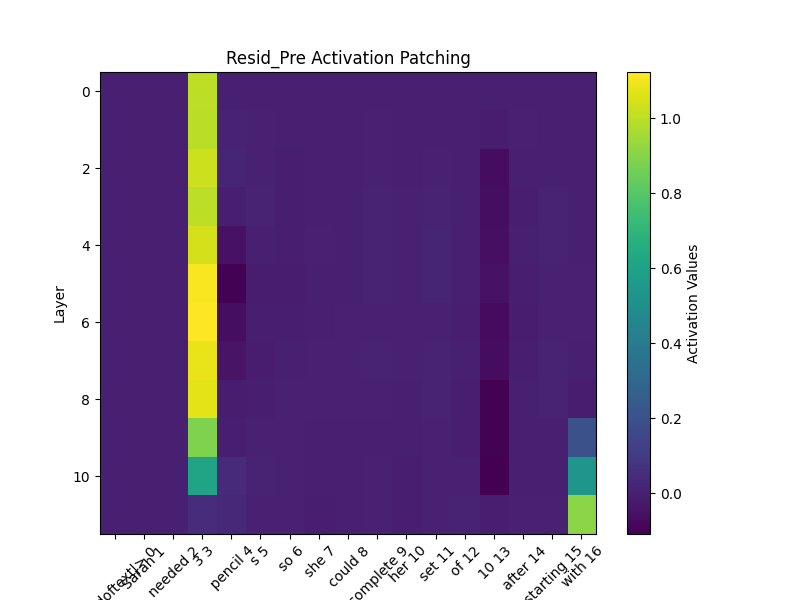 Resid_Pre Activation Patching
Layer
0
2
4
6
8
10
Sarah 1
needed 2
3 3
pencil 4
s 5
so 6
she 7
could 8
complete 9
her 10
set 11
of 12
10 13
after 14
starting 15
with 16
1.0
0.8
0.6
0.4
0.2
0.0
Activation Values